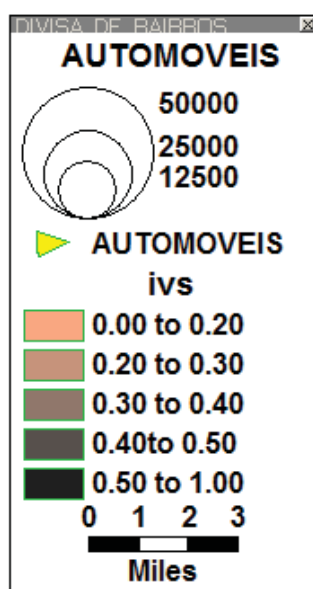 DIVISA DE BAIRROS
AUTOMOVEIS
50000
25000
12500
AUTOMOVEIS
ivs
0.00 to 0.20
0.20 to 0.30
0.30 to 0.40
0.40to 0.50
0.50 to 1.00
0 1 2 3
Miles